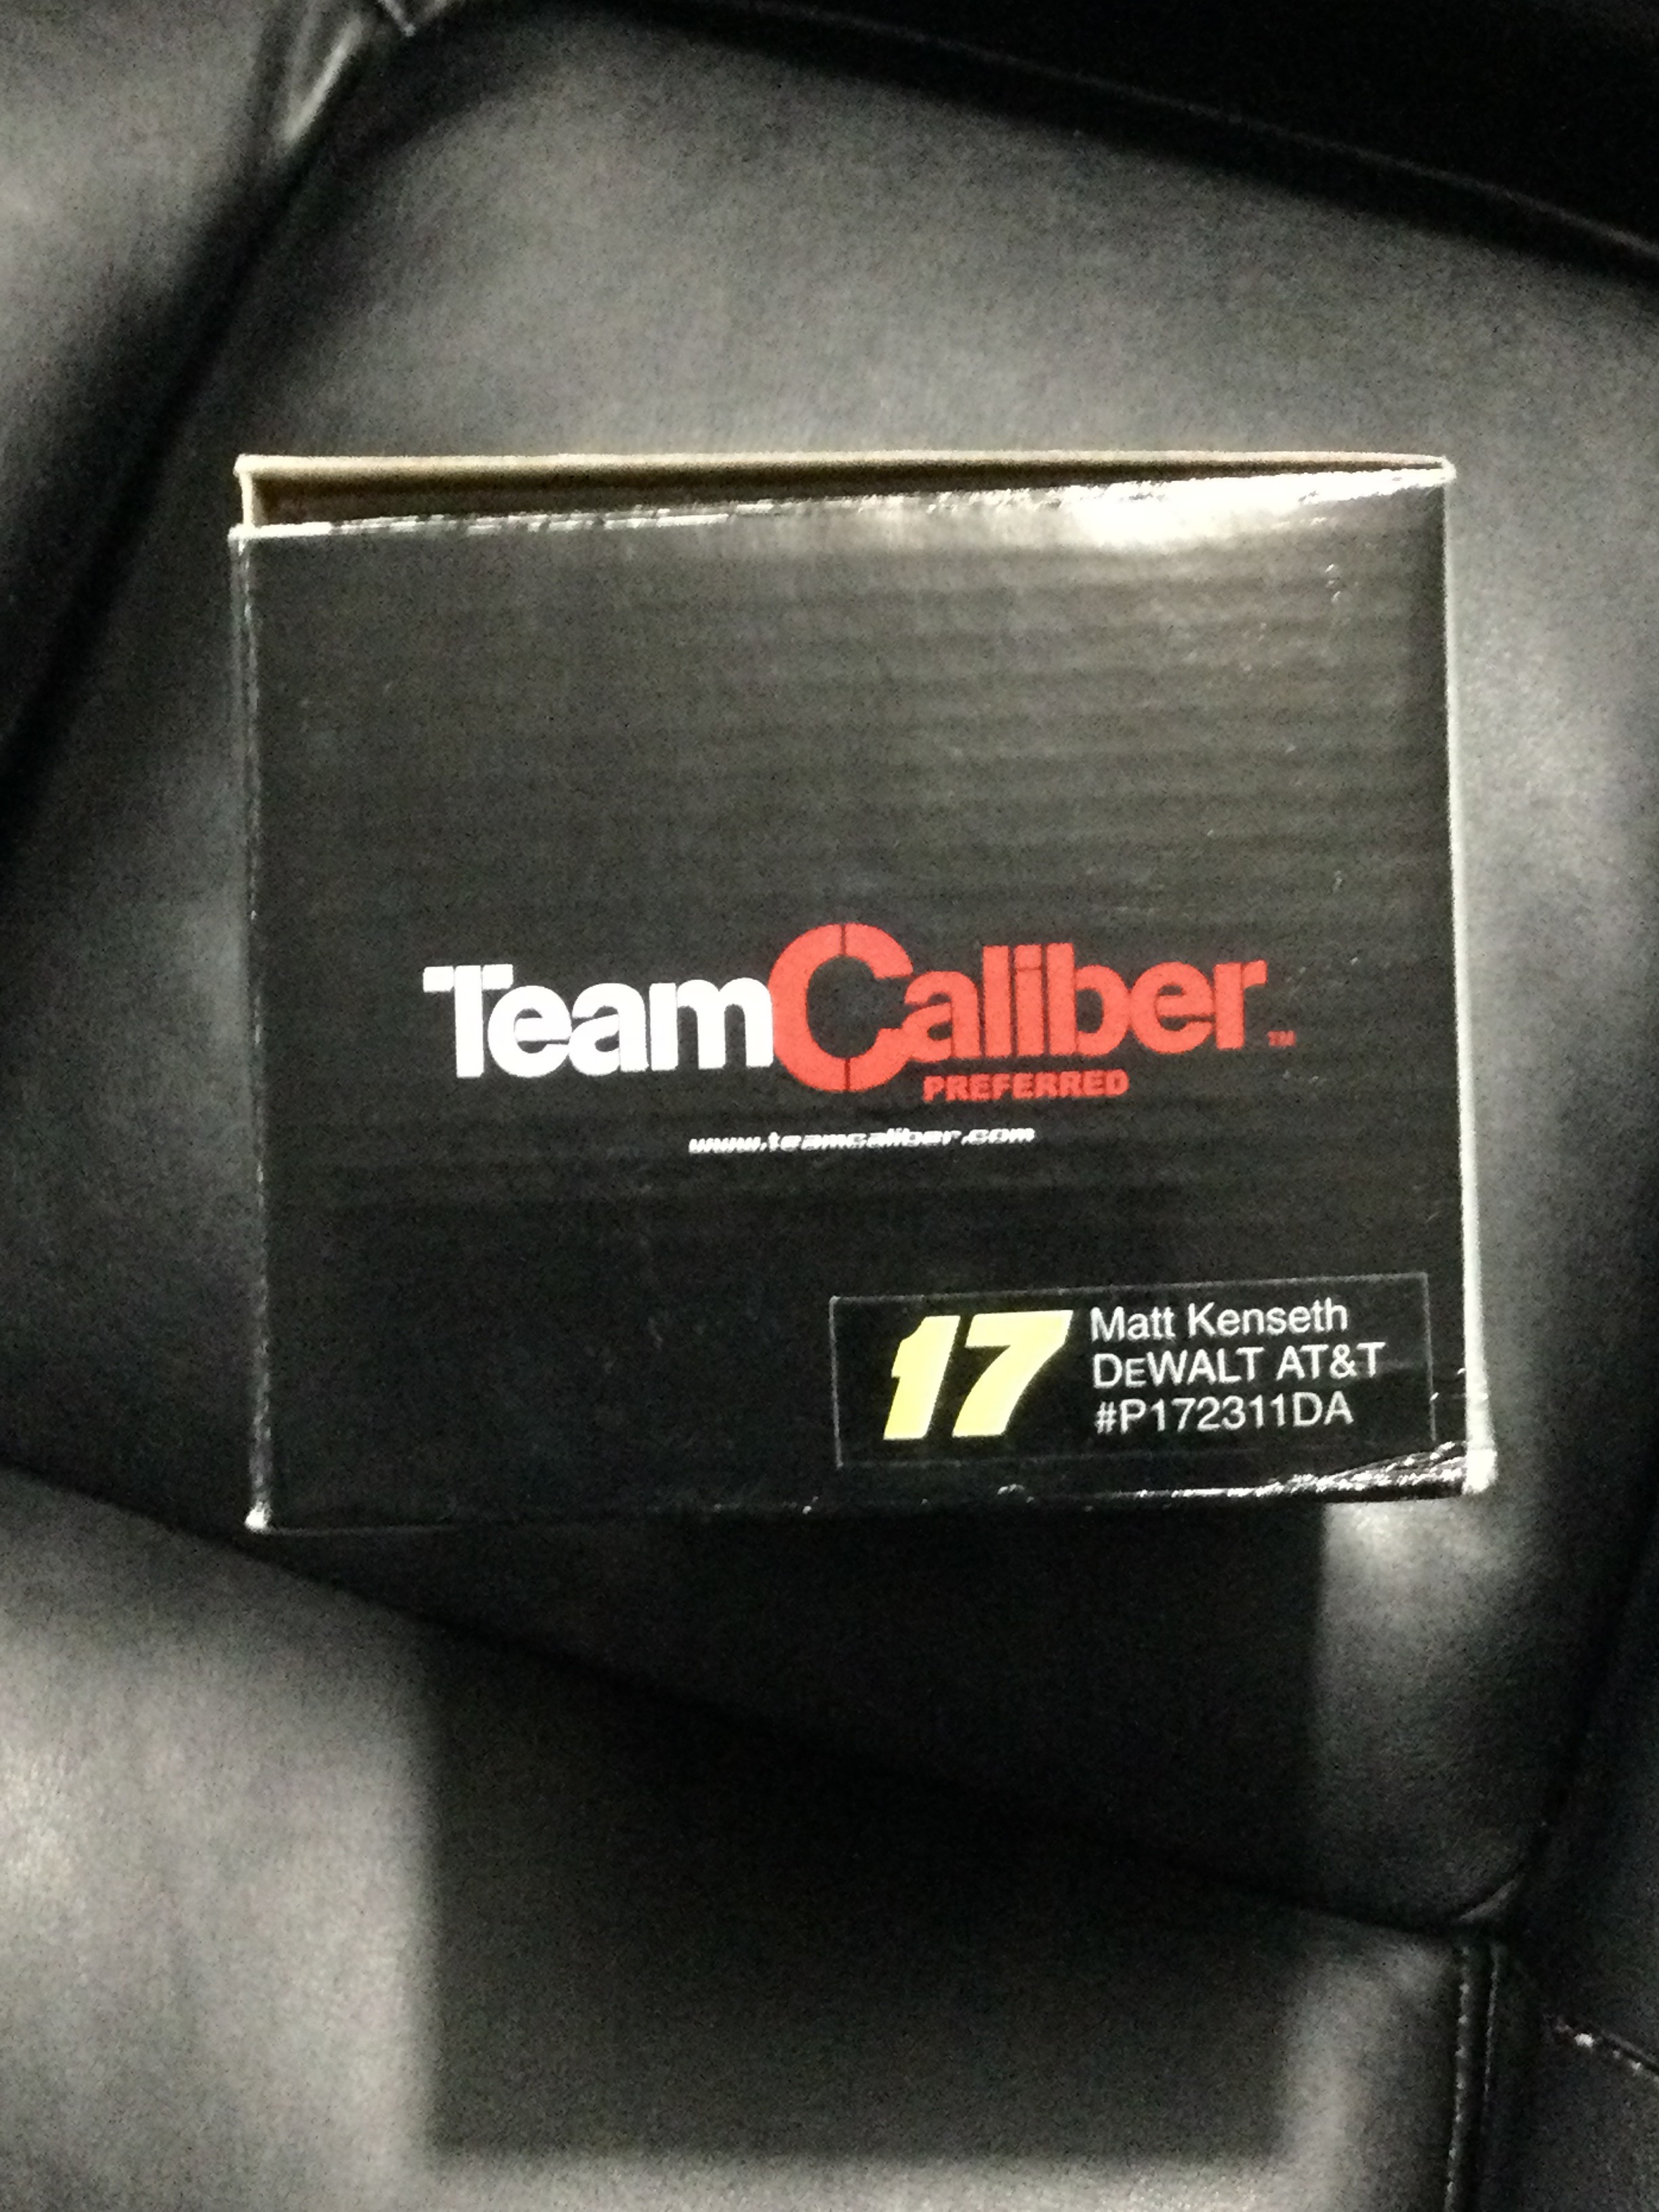 TeamCaliber™
PREFERRED
www.teamcaliber.com
17
Matt Kenseth
DEWALT AT&T
#P172311DA